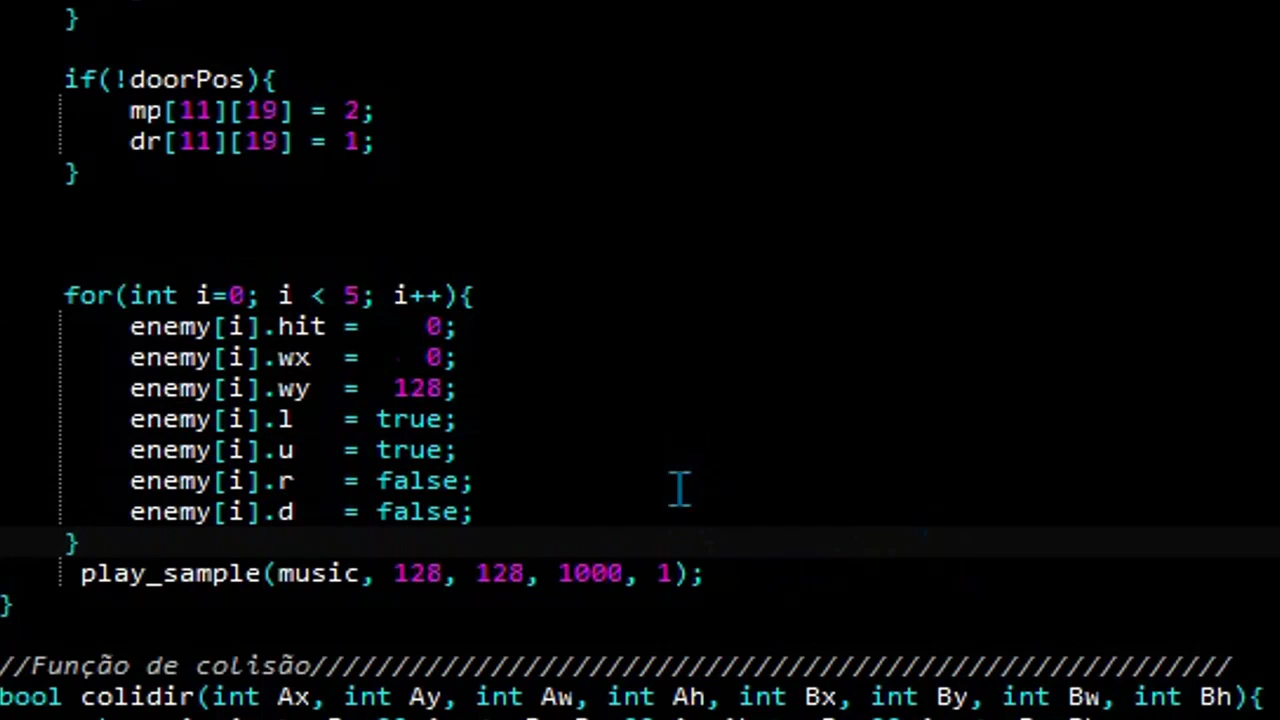 }
if(!doorPos){
mp[11][19] = 2;
dr[11][19] = 1;
}
for(int i=0; i < 5; i++){
enemy[i].hit = 0;
enemy[i].wx = 0;
enemy[i].wy = 128;
enemy[i].l = true;
enemy[i].u = true;
enemy[i].r = false;
enemy[i].d = false;
}
play_sample(music, 128, 128, 1000, 1);
}
//Função de colisão////////////////////////////////////////////////////////
bool colidir(int Ax, int Ay, int Aw, int Ah, int Bx, int By, int Bw, int Bh){